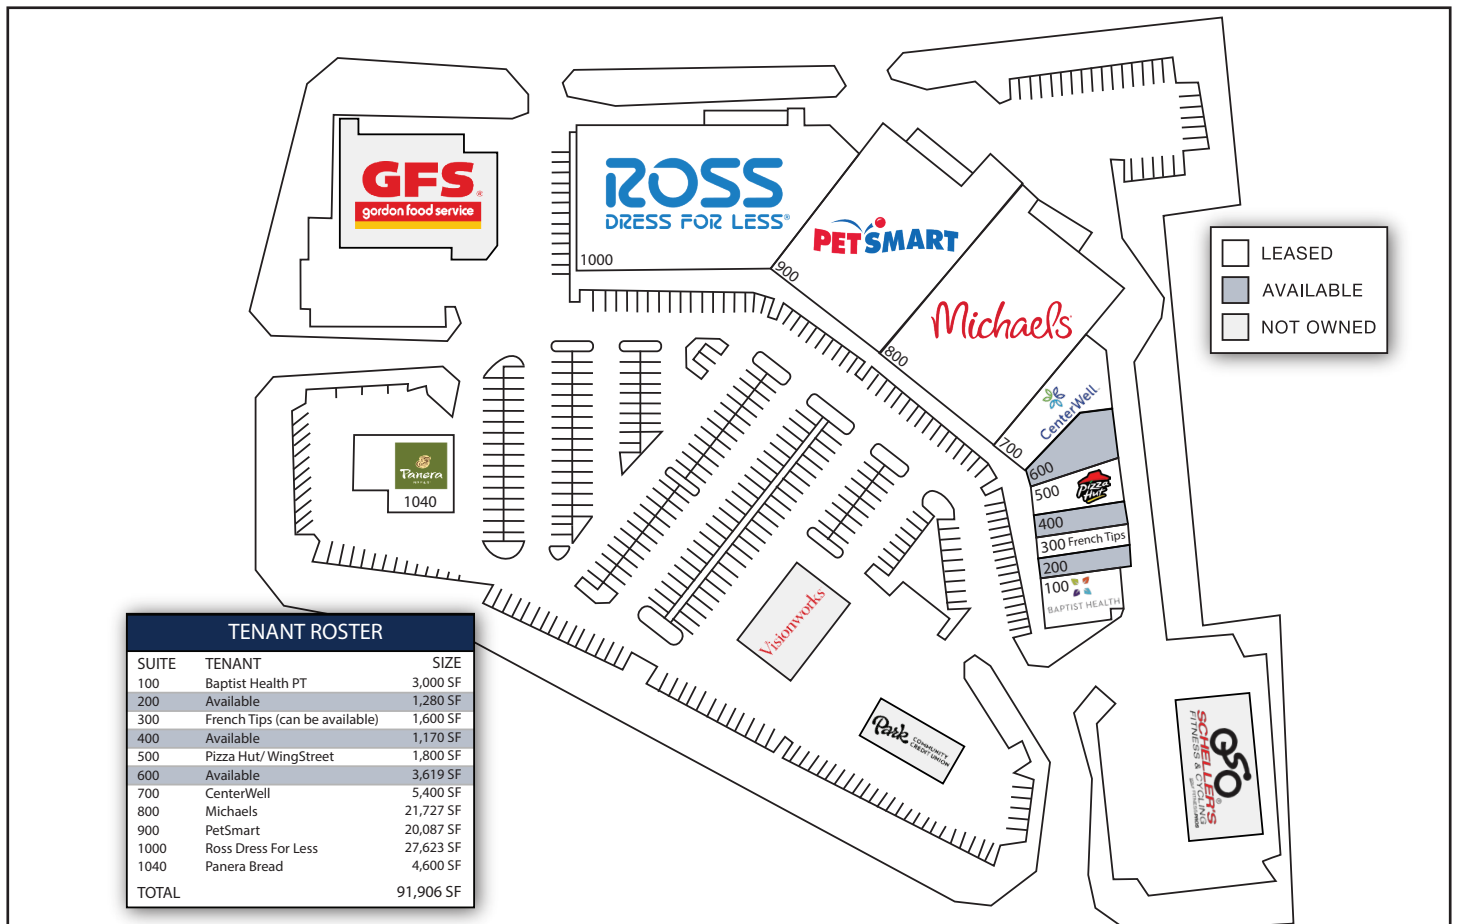 GFS
gordon food service
ROSS
DRESS FOR LESS®
1000
PETSMART
900
Michaels
800
CenterWell
700
600
500
Pizza Hut
400
300 French Tips
200
100
BAPTIST HEALTH
LEASED
AVAILABLE
NOT OWNED
Panera
BREAD
1040
Visionworks
Park
COMMUNITY
CREDIT UNION
SCHELLER'S
FITNESS & CYCLING
TENANT ROSTER
SUITE TENANT SIZE
100 Baptist Health PT 3,000 SF
200 Available 1,280 SF
300 French Tips (can be available) 1,600 SF
400 Available 1,170 SF
500 Pizza Hut/ WingStreet 1,800 SF
600 Available 3,619 SF
700 CenterWell 5,400 SF
800 Michaels 21,727 SF
900 PetSmart 20,087 SF
1000 Ross Dress For Less 27,623 SF
1040 Panera Bread 4,600 SF
TOTAL 91,906 SF